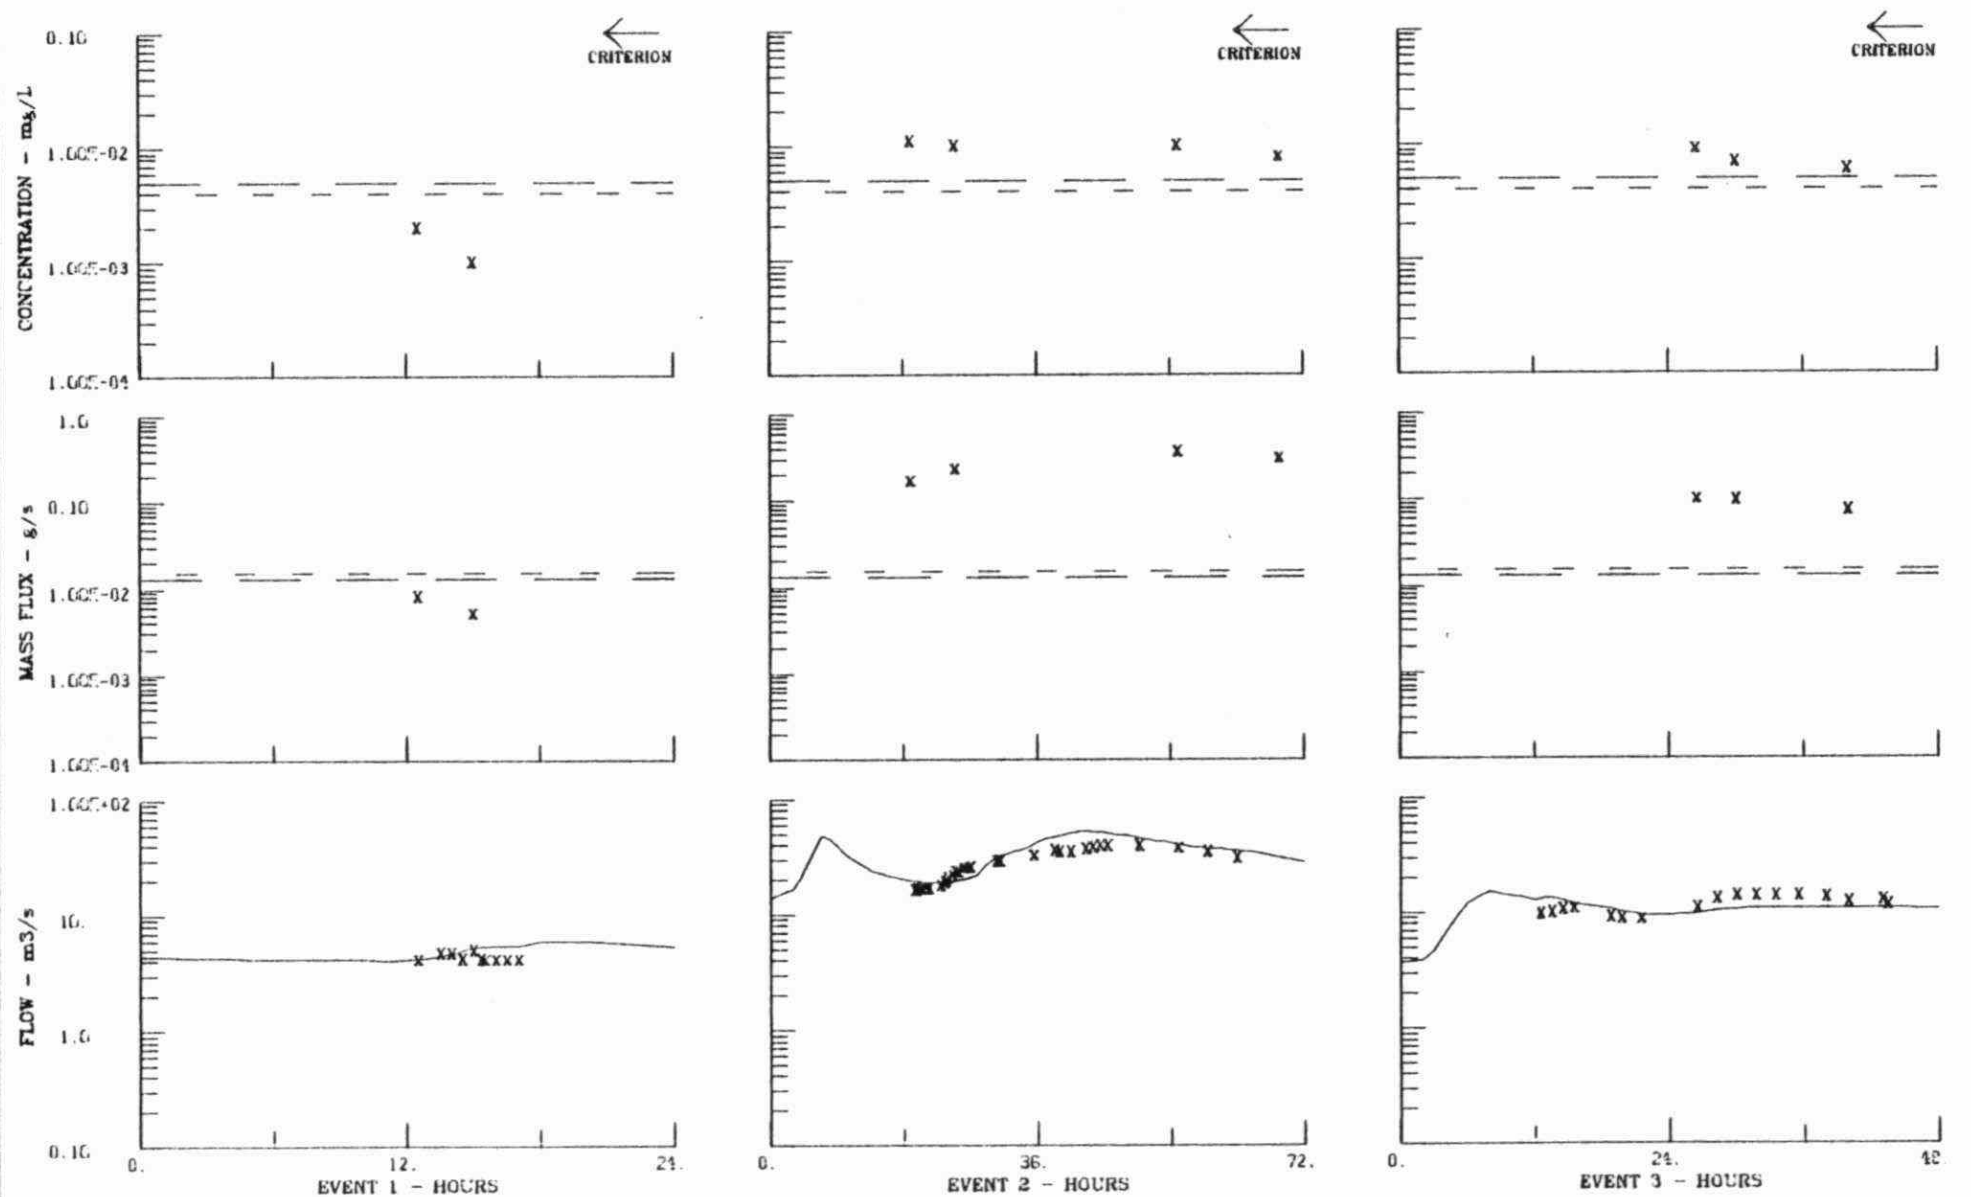 0.10
CRITERION
CRITERION
CRITERION
CONCENTRATION - mg/L
1.00E-02
1.00E-03
1.00E-04
1.0
MASS FLUX - g/s
0.10
1.00E-02
1.00E-03
1.00E-04
1.00E+02
FLOW - m3/s
10.
1.0
0.10
0. 12. 24.
EVENT 1 - HOURS
0. 36. 72.
EVENT 2 - HOURS
0. 24. 48
EVENT 3 - HOURS